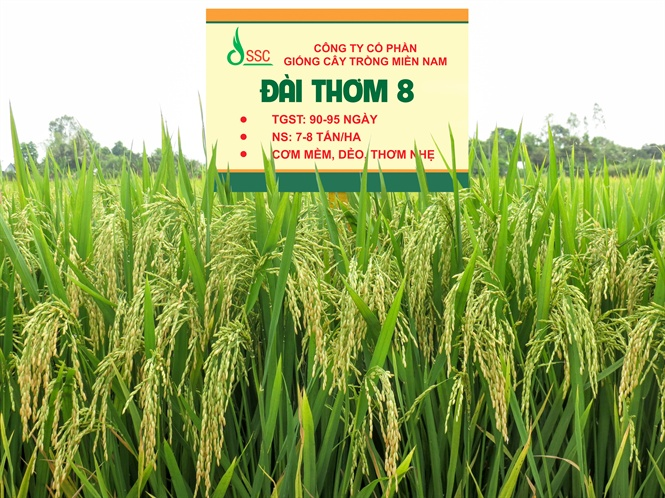 SSC
CÔNG TY CỔ PHẦN
GIỐNG CÂY TRỒNG MIỀN NAM
ĐÀI THƠM 8
• TGST: 90-95 NGÀY
• NS: 7-8 TẤN/HA
• CƠM MỀM, DẺO, THƠM NHẸ